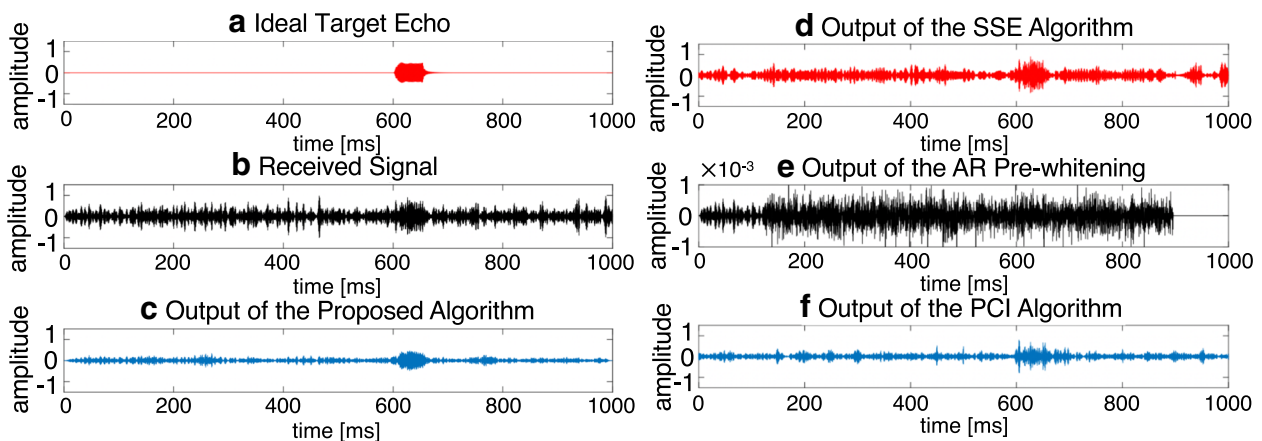 a Ideal Target Echo
amplitude
1
0
-1
0 200 400 600 800 1000
time [ms]
b Received Signal
amplitude
1
0
-1
0 200 400 600 800 1000
time [ms]
c Output of the Proposed Algorithm
amplitude
1
0
-1
0 200 400 600 800 1000
time [ms]
d Output of the SSE Algorithm
amplitude
1
0
-1
0 200 400 600 800 1000
time [ms]
×10-3
e Output of the AR Pre-whitening
amplitude
1
0
-1
0 200 400 600 800 1000
time [ms]
f Output of the PCI Algorithm
amplitude
1
0
-1
0 200 400 600 800 1000
time [ms]